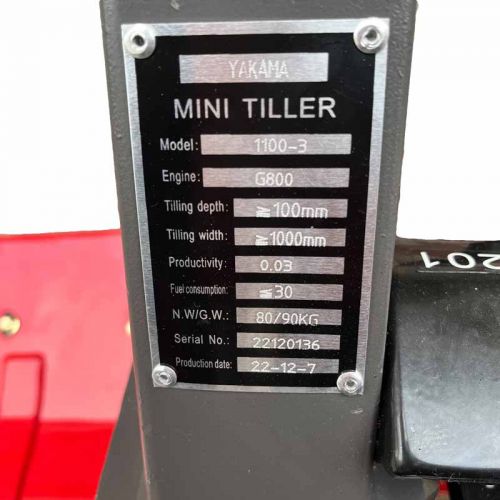 YAKAMA
MINI TILLER
Model: 1100-3
Engine: G800
Tilling depth: ≧100mm
Tilling width: ≧1000mm
Productivity: 0.03
Fuel consumption: ≦30
N.W/G.W.: 80/90KG
Serial No.: 22120136
Production date: 22-12-7
201